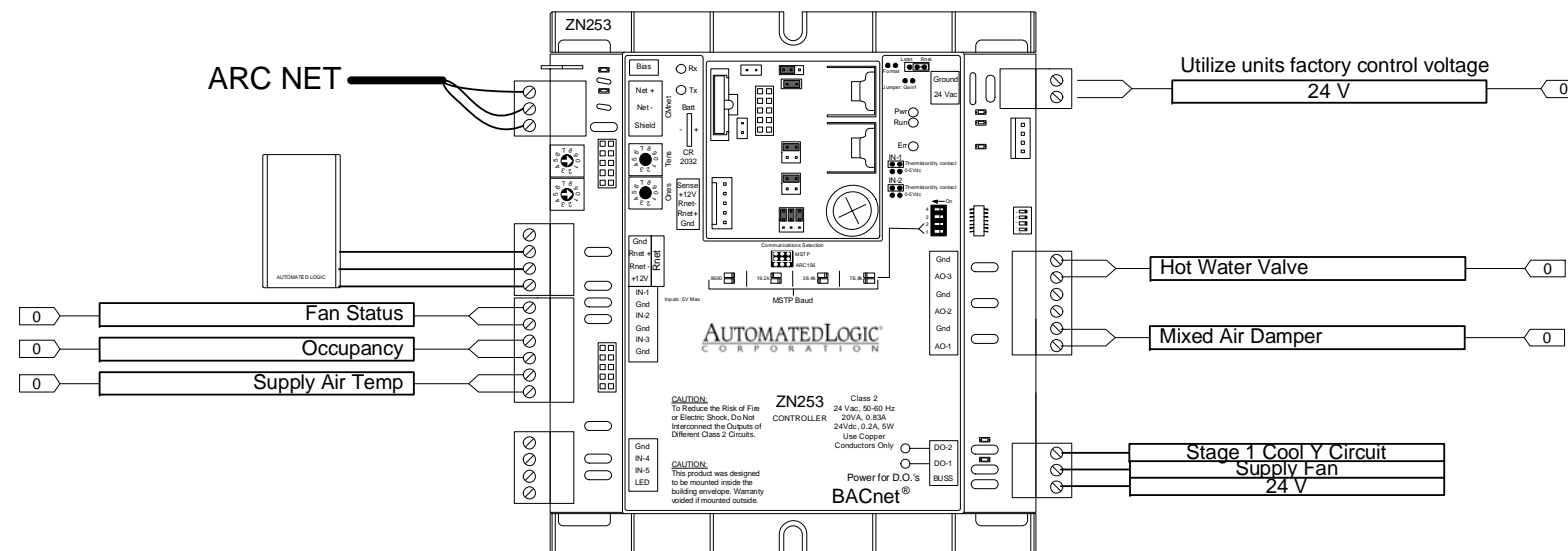 ZN253
ARC NET
Bias
Rx
Tx
Net +
Net -
Shield
CMnet
Batt
- +
CR
2032
Tens
Ones
Sense
+12V
Rnet-
Rnet+
Gnd
Format
Lstat Rnet
Jumper: Gainf
Ground
24 Vac
Pwr
Run
Err
IN-1
Thermistor/dry contact
0-5Vdc
IN-2
Thermistor/dry contact
0-5Vdc
On
4
3
2
1
Utilize units factory control voltage
24 V
0
AUTOMATED LOGIC
Gnd
Rnet +
Rnet -
+12V
Rnet
Communications Selection
MSTP
ARC156
9600
19.2k
38.4k
76.8k
MSTP Baud
Inputs: 5V Max
IN-1
Gnd
IN-2
Gnd
IN-3
Gnd
0
Fan Status
0
Occupancy
0
Supply Air Temp
AUTOMATEDLOGIC®
CORPORATION
Gnd
AO-3
Gnd
AO-2
Gnd
AO-1
Hot Water Valve
0
Mixed Air Damper
0
CAUTION:
To Reduce the Risk of Fire
or Electric Shock, Do Not
Interconnect the Outputs of
Different Class 2 Circuits.
ZN253
CONTROLLER
Class 2
24 Vac, 50-60 Hz
20VA, 0.83A
24Vdc, 0.2A, 5W
Use Copper
Conductors Only
Gnd
IN-4
IN-5
LED
CAUTION:
This product was designed
to be mounted inside the
building envelope. Warranty
voided if mounted outside.
Power for D.O.'s
BACnet®
DO-2
DO-1
BUSS
Stage 1 Cool Y Circuit
Supply Fan
24 V